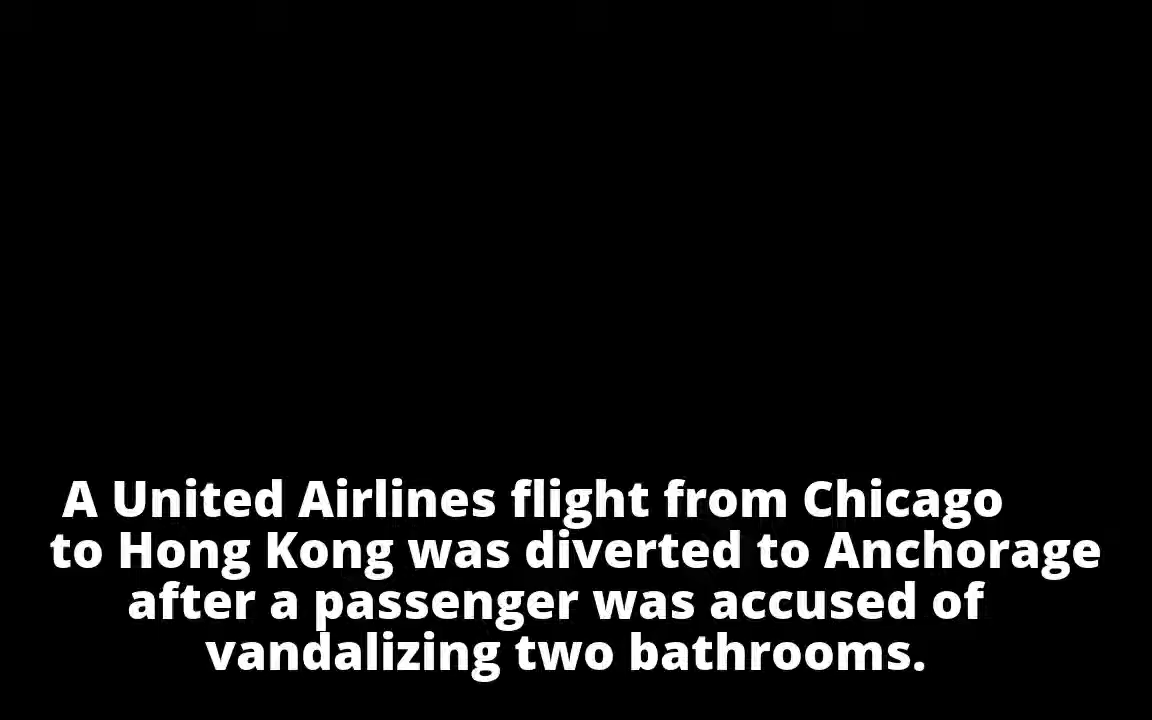 A United Airlines flight from Chicago
to Hong Kong was diverted to Anchorage
after a passenger was accused of
vandalizing two bathrooms.